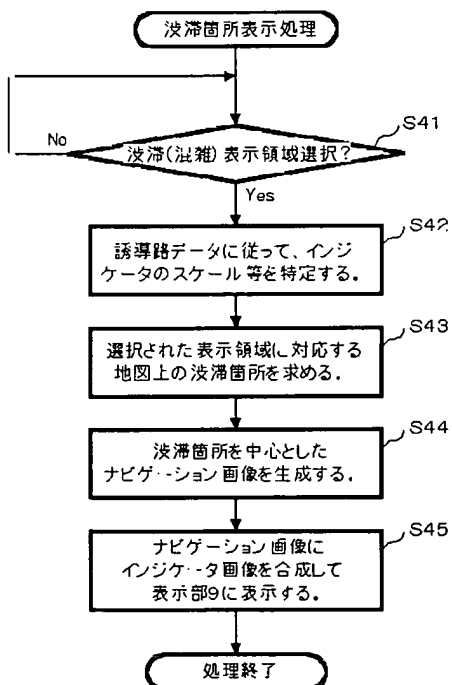 渋滞箇所表示処理
S41
No
渋滞(混雑)表示領域選択?
Yes
S42
誘導路データに従って、インジ
ケータのスケール等を特定する。
S43
選択された表示領域に対応する
地図上の渋滞箇所を求める。
S44
渋滞箇所を中心とした
ナビゲーション画像を生成する。
S45
ナビゲーション画像に
インジケータ画像を合成して
表示部9に表示する。
処理終了